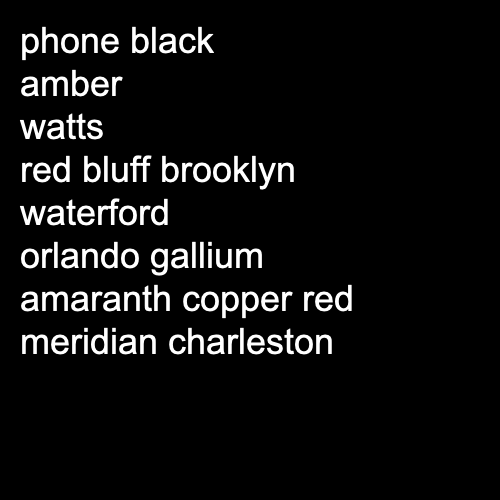 phone black
amber
watts
red bluff brooklyn
waterford
orlando gallium
amaranth copper red
meridian charleston